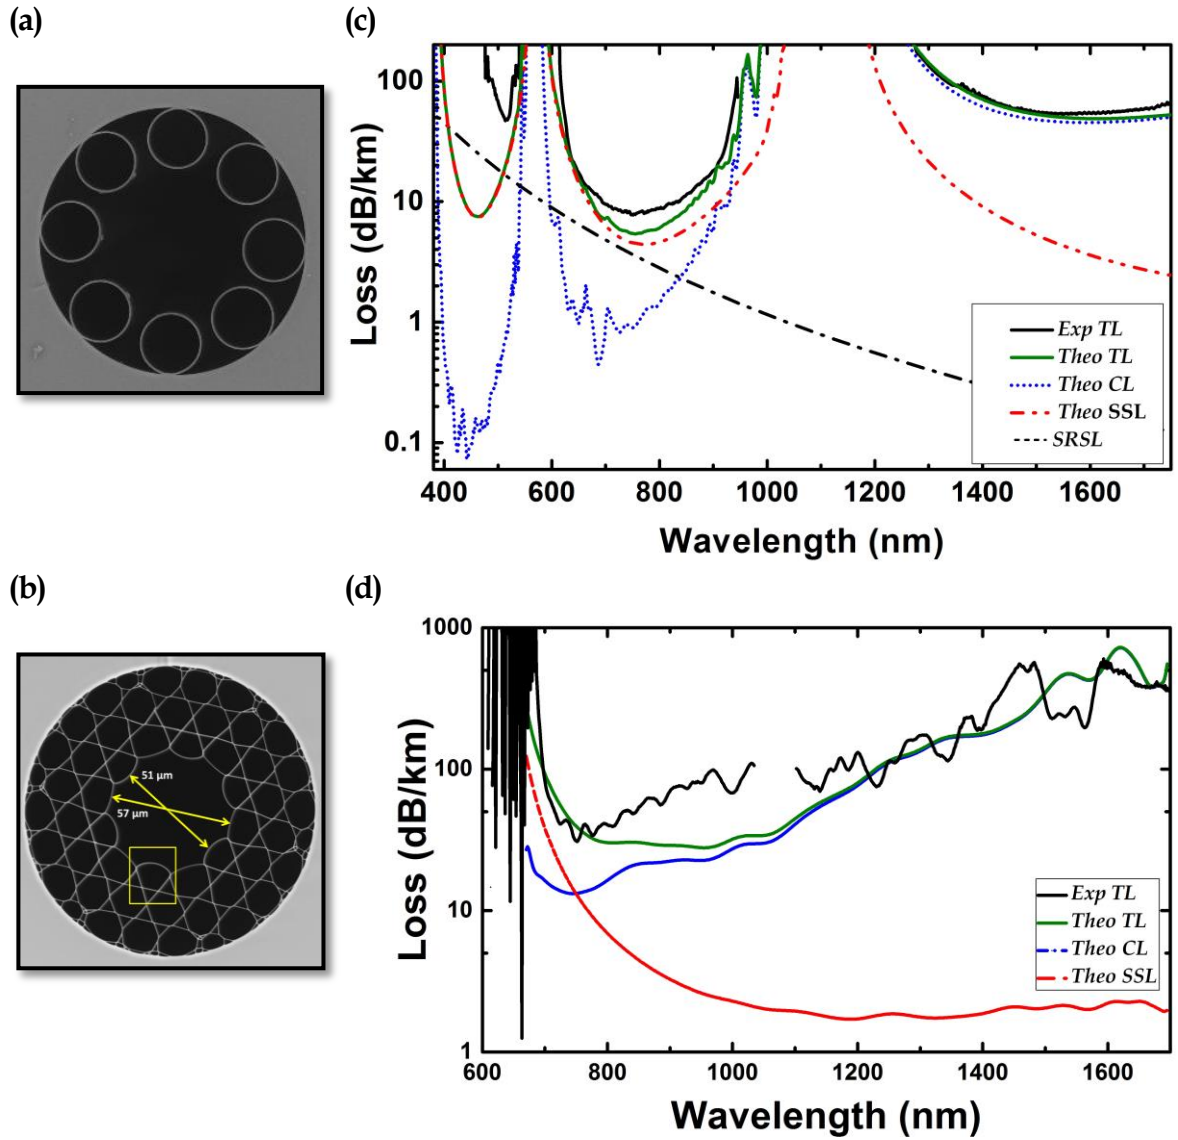 (a)
(c)
100
10
1
0.1
Loss (dB/km)
400 600 800 1000 1200 1400 1600
Wavelength (nm)
Exp TL
Theo TL
Theo CL
Theo SSL
SRSL
(b)
51 µm
57 µm
(d)
1000
100
10
1
Loss (dB/km)
600 800 1000 1200 1400 1600
Wavelength (nm)
Exp TL
Theo TL
Theo CL
Theo SSL